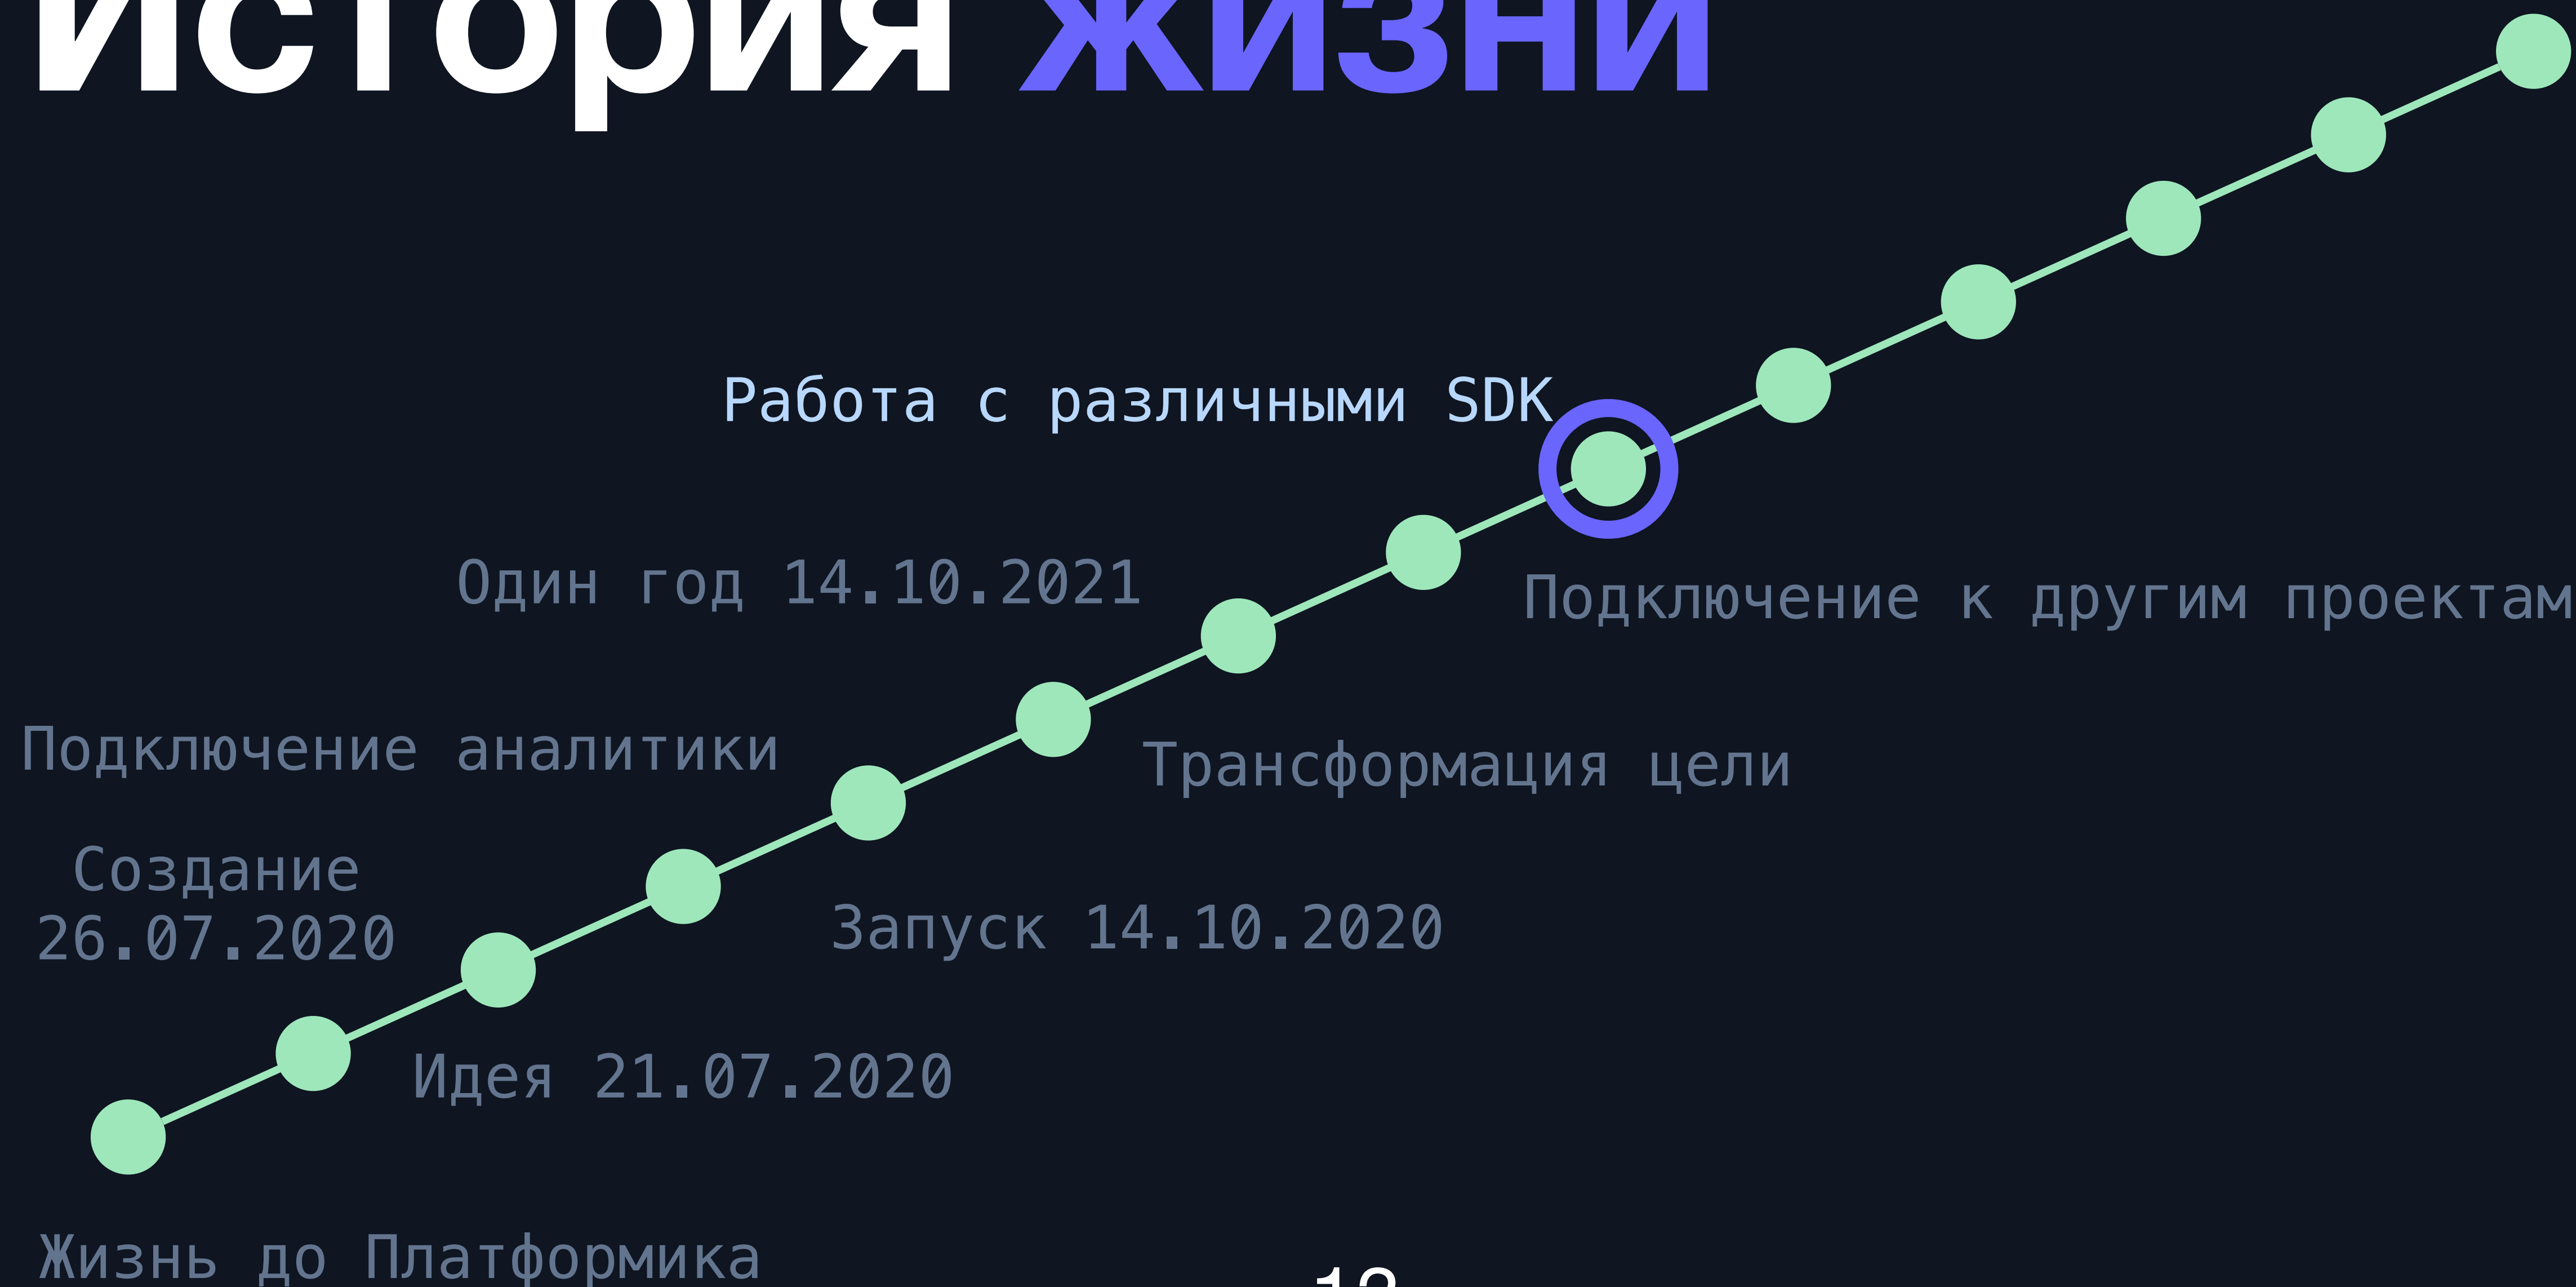 История жизни
Работа с различными SDK
Один год 14.10.2021
Подключение к другим проектам
Подключение аналитики
Трансформация цели
Создание
26.07.2020
Запуск 14.10.2020
Идея 21.07.2020
Жизнь до Платформика